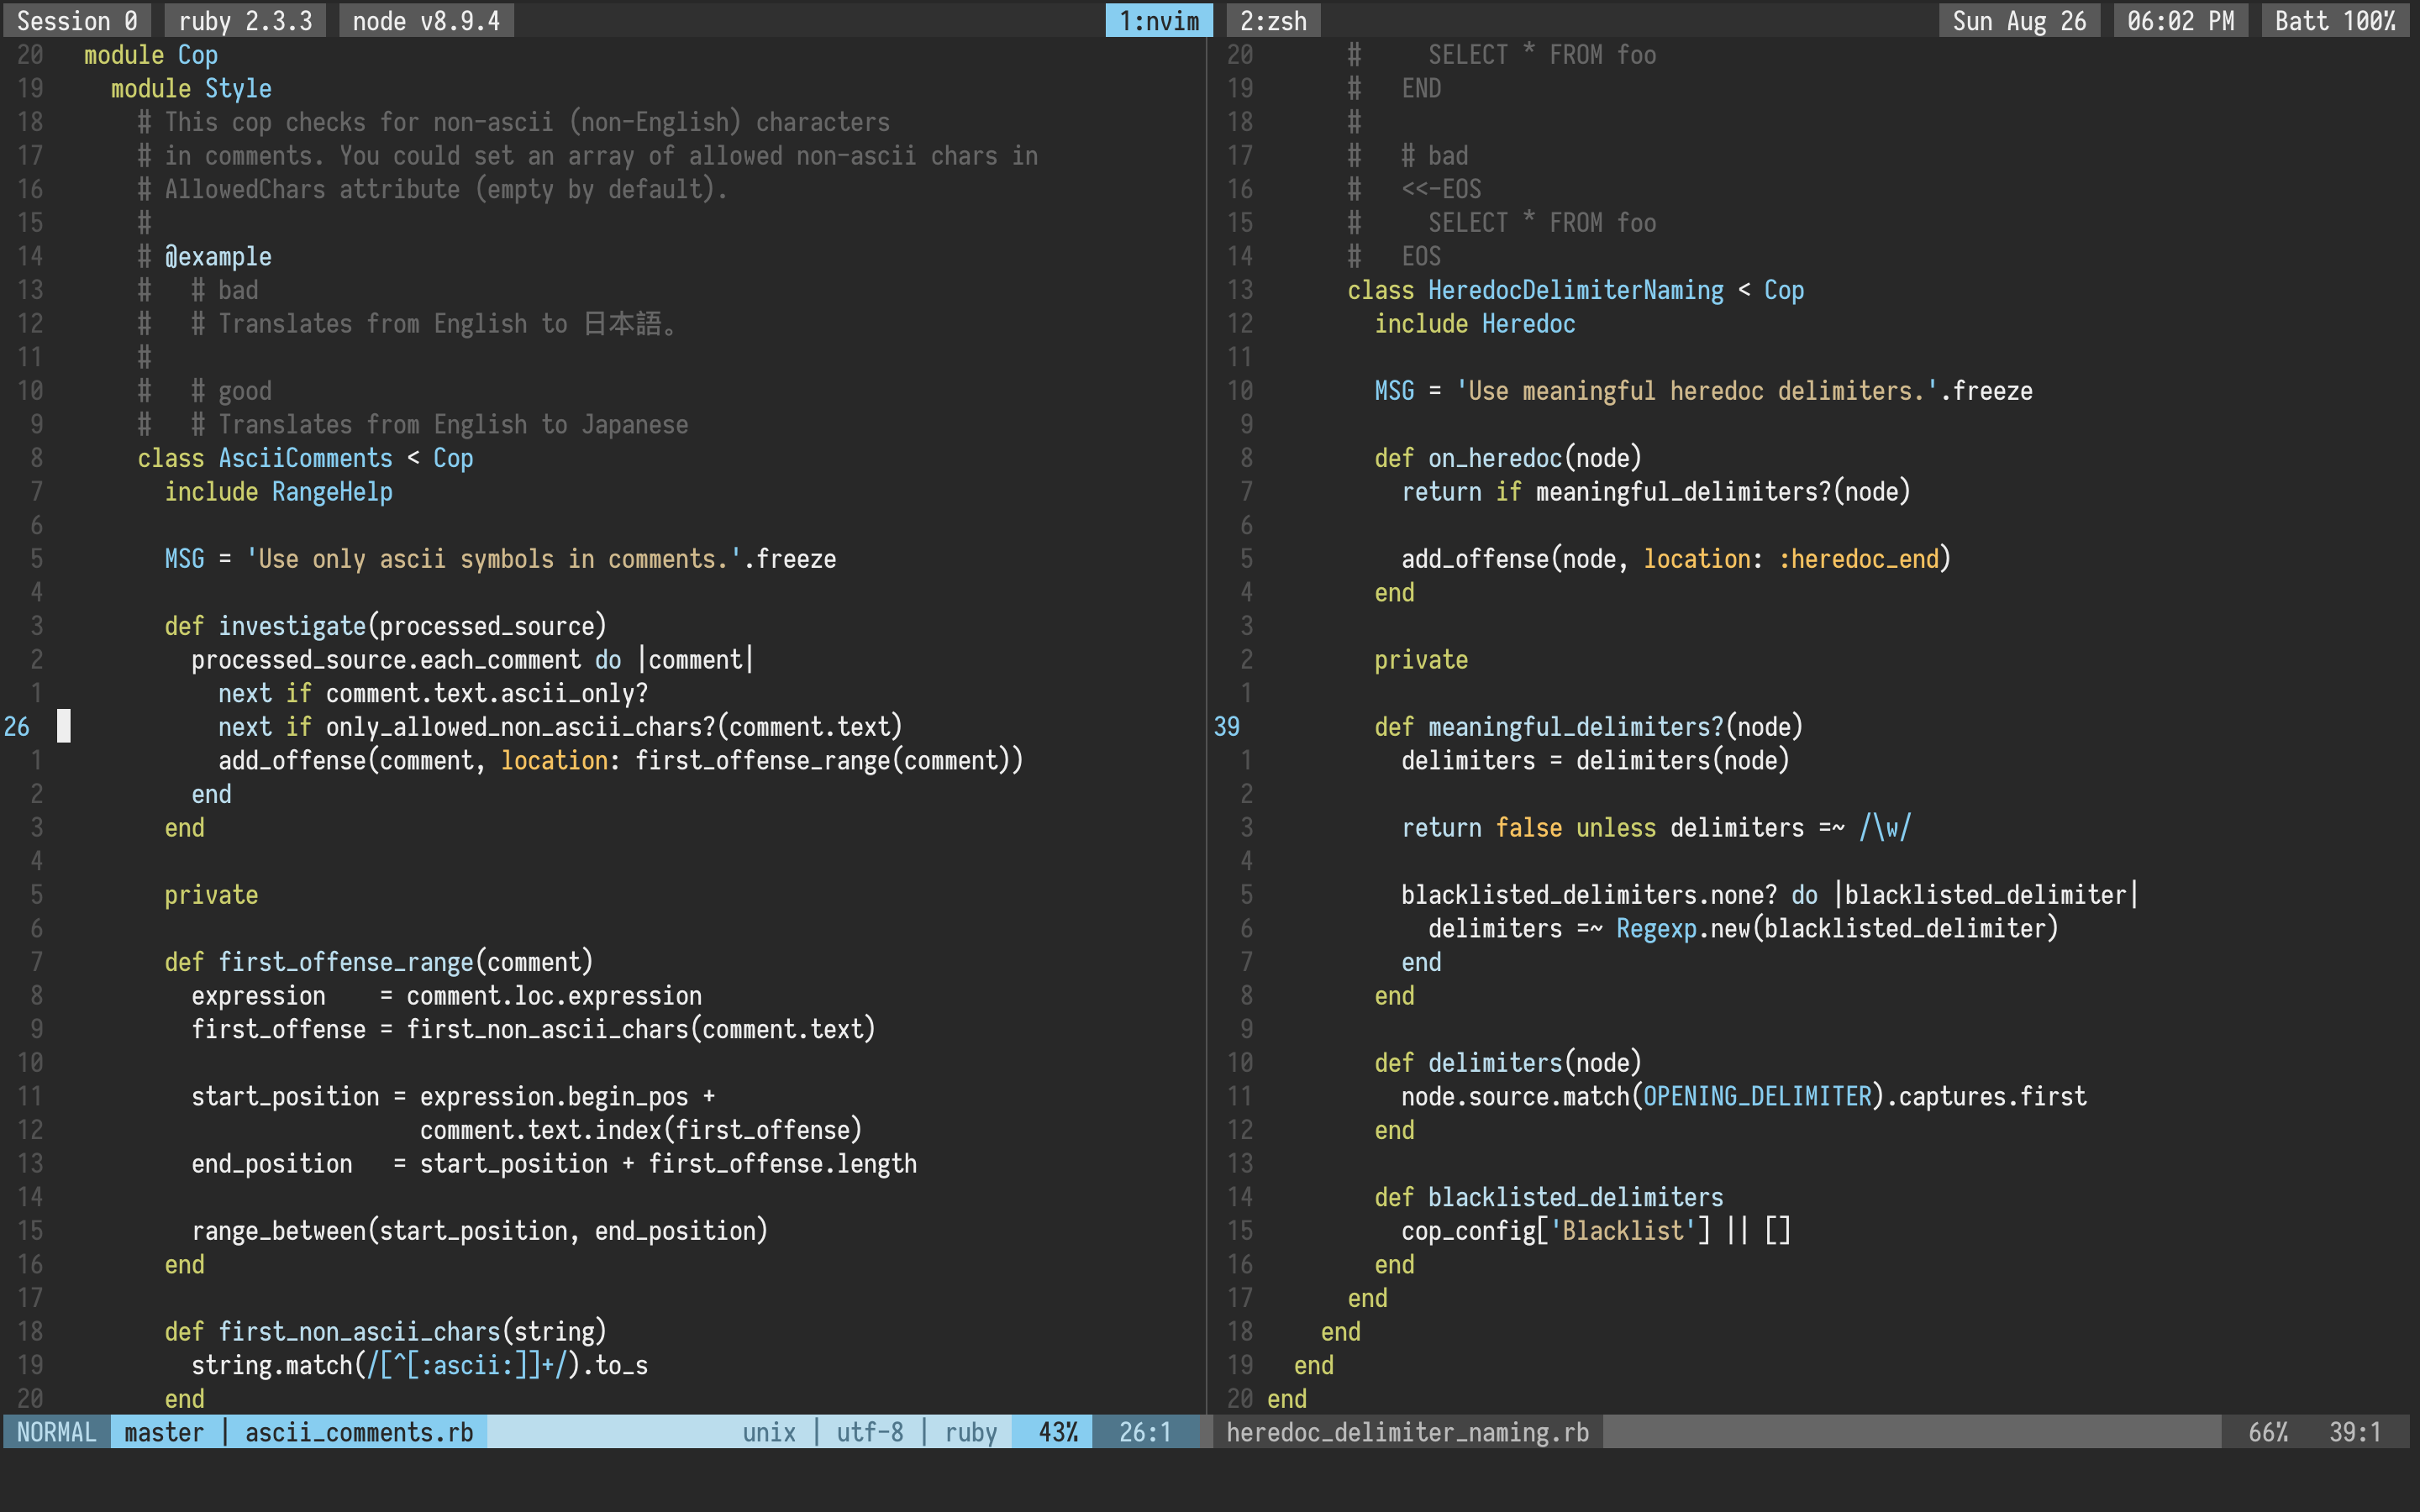 Session 0 ruby 2.3.3 node v8.9.4 1:nvim 2:zsh Sun Aug 26 06:02 PM Batt 100%
20   module Cop
19     module Style
18       # This cop checks for non-ascii (non-English) characters
17       # in comments. You could set an array of allowed non-ascii chars in
16       # AllowedChars attribute (empty by default).
15       #
14       # @example
13       #   # bad
12       #   # Translates from English to 日本語。
11       #
10       #   # good
9       #   # Translates from English to Japanese
8       class AsciiComments < Cop
7         include RangeHelp
6
5         MSG = 'Use only ascii symbols in comments.'.freeze
4
3         def investigate(processed_source)
2           processed_source.each_comment do |comment|
1             next if comment.text.ascii_only?
26             next if only_allowed_non_ascii_chars?(comment.text)
1             add_offense(comment, location: first_offense_range(comment))
2           end
3         end
4
5         private
6
7         def first_offense_range(comment)
8           expression    = comment.loc.expression
9           first_offense = first_non_ascii_chars(comment.text)
10
11           start_position = expression.begin_pos +
12                            comment.text.index(first_offense)
13           end_position   = start_position + first_offense.length
14
15           range_between(start_position, end_position)
16         end
17
18         def first_non_ascii_chars(string)
19           string.match(/[^[:ascii:]]+/).to_s
20         end
NORMAL master | ascii_comments.rb unix | utf-8 | ruby 43% 26:1
20       #     SELECT * FROM foo
19       #   END
18       #
17       #   # bad
16       #   <<-EOS
15       #     SELECT * FROM foo
14       #   EOS
13       class HeredocDelimiterNaming < Cop
12         include Heredoc
11
10         MSG = 'Use meaningful heredoc delimiters.'.freeze
9
8         def on_heredoc(node)
7           return if meaningful_delimiters?(node)
6
5           add_offense(node, location: :heredoc_end)
4         end
3
2         private
1
39         def meaningful_delimiters?(node)
1           delimiters = delimiters(node)
2
3           return false unless delimiters =~ /\w/
4
5           blacklisted_delimiters.none? do |blacklisted_delimiter|
6             delimiters =~ Regexp.new(blacklisted_delimiter)
7           end
8         end
9
10         def delimiters(node)
11           node.source.match(OPENING_DELIMITER).captures.first
12         end
13
14         def blacklisted_delimiters
15           cop_config['Blacklist'] || []
16         end
17       end
18     end
19   end
20 end
heredoc_delimiter_naming.rb 66% 39:1